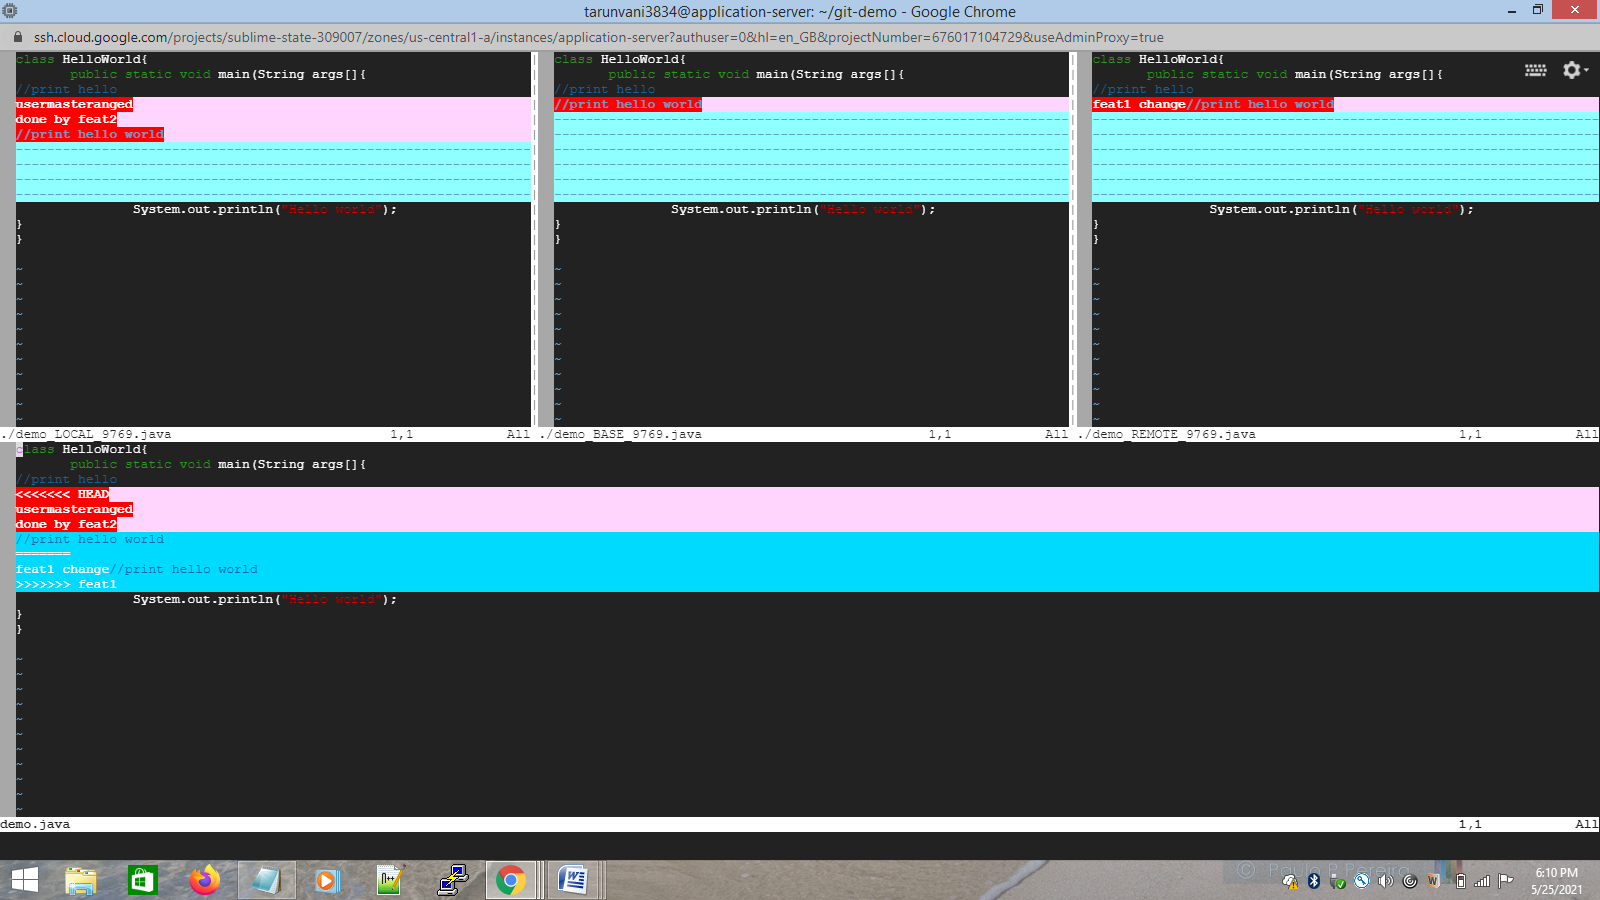 tarunvani3834@application-server: ~/git-demo - Google Chrome
ssh.cloud.google.com/projects/sublime-state-309007/zones/us-central1-a/instances/application-server?authuser=0&hl=en_GB&projectNumber=676017104729&useAdminProxy=true
class HelloWorld{
public static void main(String args[]{
//print hello
usermasteranged
done by feat2
//print hello world
System.out.println("Hello world");
}
}
~
~
~
~
~
~
~
~
~
~
~
./demo_LOCAL_9769.java 1,1 All
class HelloWorld{
public static void main(String args[]{
//print hello
//print hello world
System.out.println("Hello world");
}
}
~
~
~
~
~
~
~
~
~
~
~
./demo_BASE_9769.java 1,1 All
class HelloWorld{
public static void main(String args[]{
//print hello
feat1 change//print hello world
System.out.println("Hello world");
}
}
~
~
~
~
~
~
~
~
~
~
~
./demo_REMOTE_9769.java 1,1 All
class HelloWorld{
public static void main(String args[]{
//print hello
<<<<<<< HEAD
usermasteranged
done by feat2
//print hello world
=======
feat1 change//print hello world
>>>>>>> feat1
System.out.println("Hello world");
}
}
~
~
~
~
~
~
~
~
~
~
~
demo.java 1,1 All
© Paulo P Pereira
6:10 PM
5/25/2021